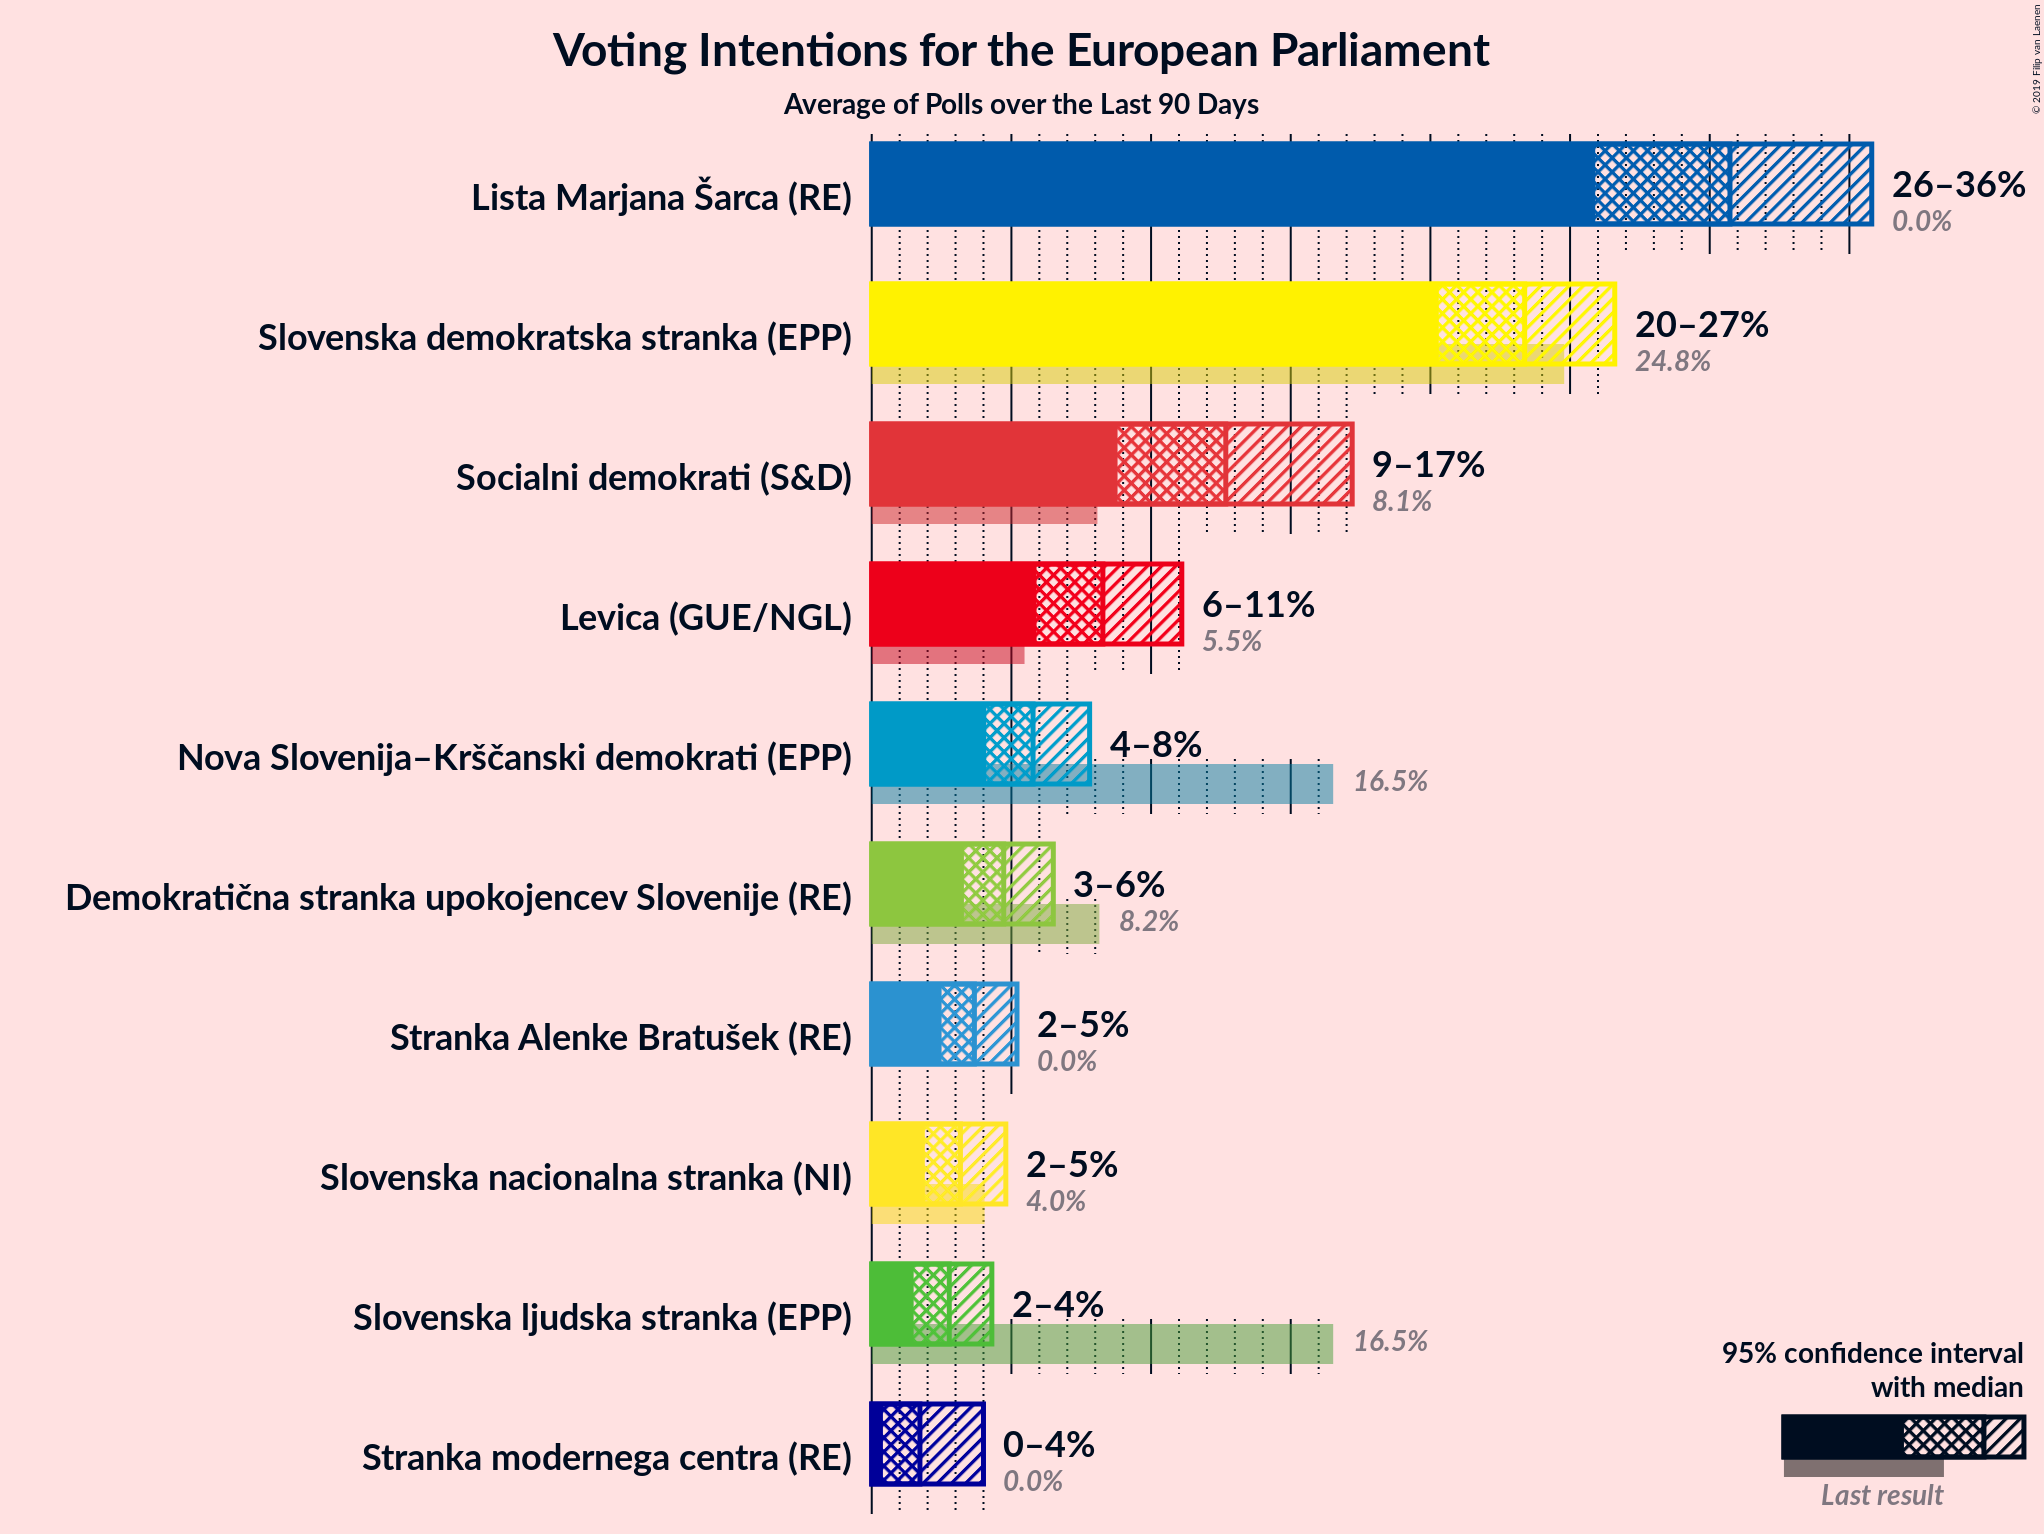 © 2019 Filip van Laenen
Voting Intentions for the European Parliament
Average of Polls over the Last 90 Days
Lista Marjana Šarca (RE)
26–36%
0.0%
Slovenska demokratska stranka (EPP)
20–27%
24.8%
Socialni demokrati (S&D)
9–17%
8.1%
Levica (GUE/NGL)
6–11%
5.5%
Nova Slovenija–Krščanski demokrati (EPP)
4–8%
16.5%
Demokratična stranka upokojencev Slovenije (RE)
3–6%
8.2%
Stranka Alenke Bratušek (RE)
2–5%
0.0%
Slovenska nacionalna stranka (NI)
2–5%
4.0%
Slovenska ljudska stranka (EPP)
2–4%
16.5%
Stranka modernega centra (RE)
0–4%
0.0%
95% confidence interval
with median
Last result